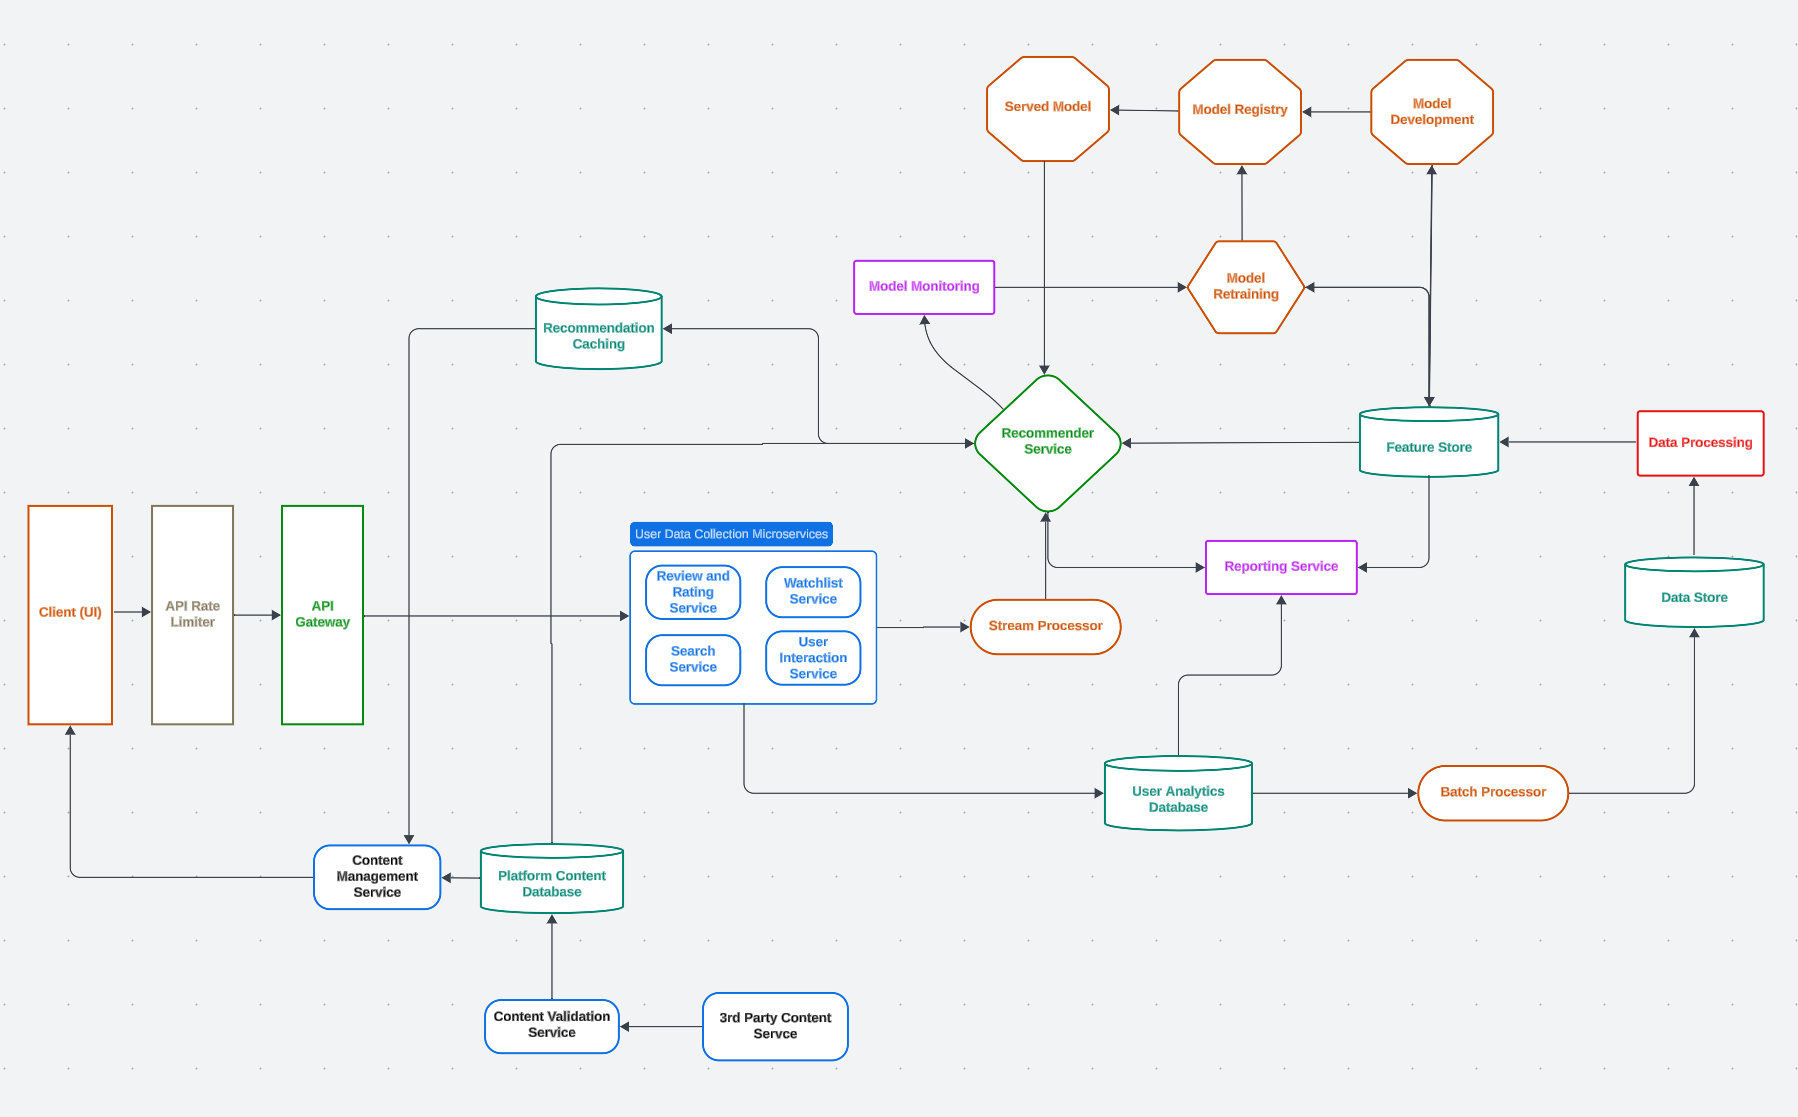 Served Model
Model Registry
Model
Development
Model Monitoring
Model
Retraining
Recommendation
Caching
Recommender
Service
Feature Store
Data Processing
User Data Collection Microservices
Review and
Rating
Service
Watchlist
Service
Search
Service
User
Interaction
Service
Client (UI)
API Rate
Limiter
API
Gateway
Stream Processor
Reporting Service
Data Store
User Analytics
Database
Batch Processor
Content
Management
Service
Platform Content
Database
Content Validation
Service
3rd Party Content
Servce